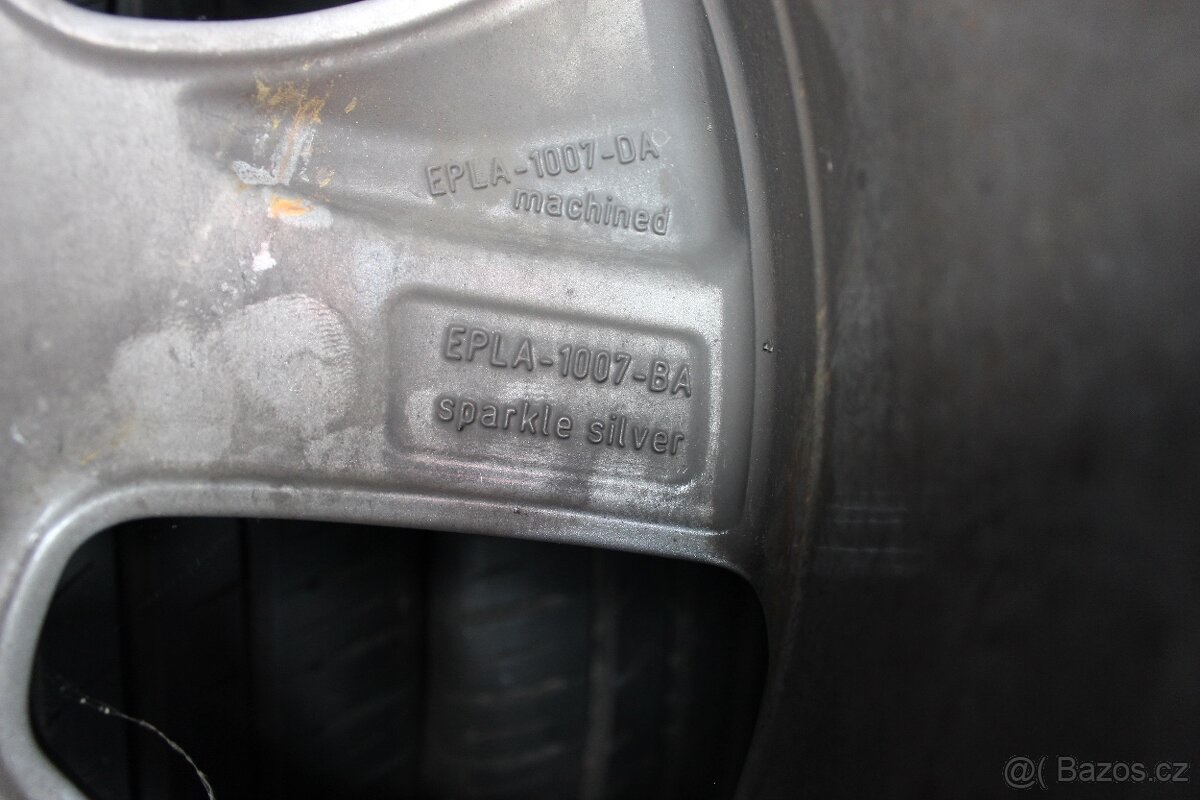 EPLA-1007-DA
machined
EPLA-1007-BA
sparkle silver
@( Bazos.cz